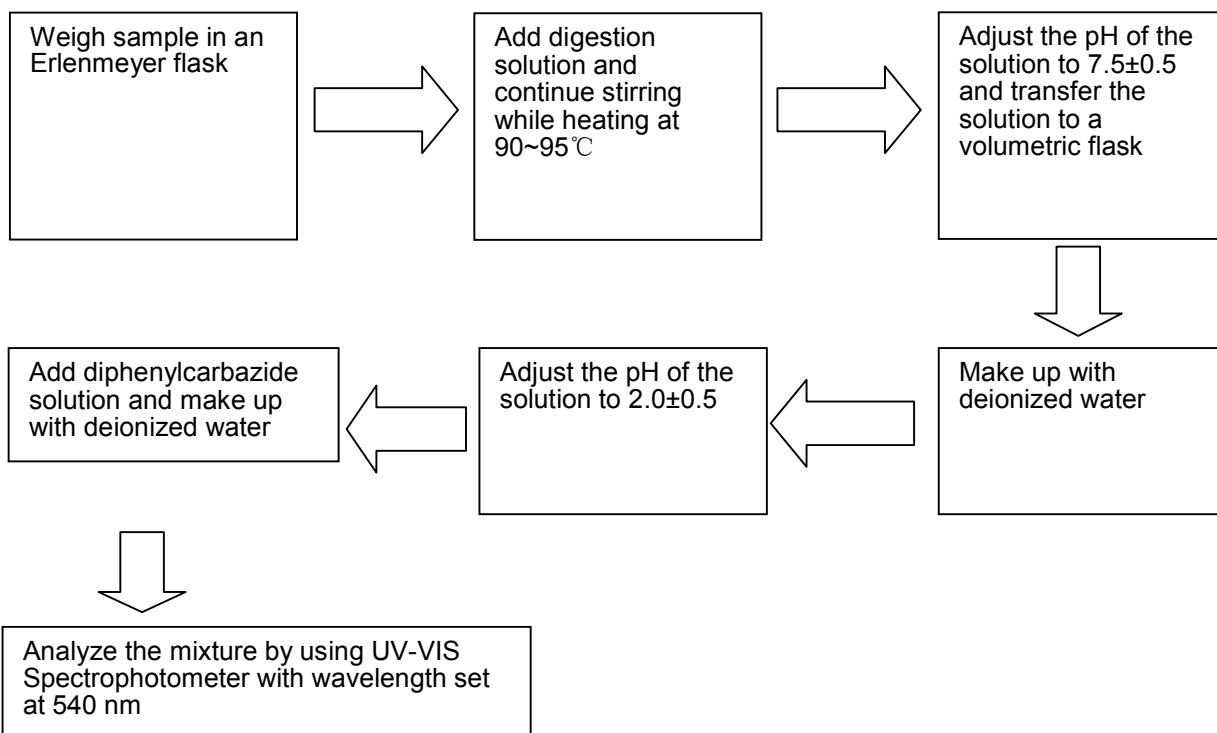 Weigh sample in an
Erlenmeyer flask
Add digestion
solution and
continue stirring
while heating at
90~95℃
Adjust the pH of the
solution to 7.5±0.5
and transfer the
solution to a
volumetric flask
Make up with
deionized water
Adjust the pH of the
solution to 2.0±0.5
Add diphenylcarbazide
solution and make up
with deionized water
Analyze the mixture by using UV-VIS
Spectrophotometer with wavelength set
at 540 nm